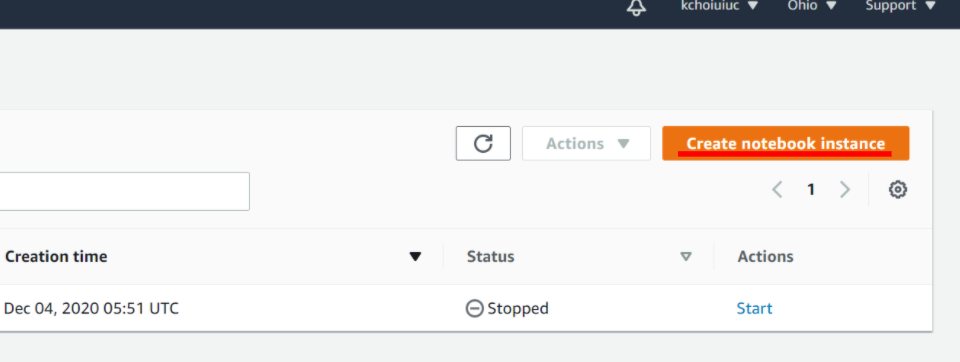 kchoiuiuc Ohio Support
Actions Create notebook instance
1
Creation time Status Actions
Dec 04, 2020 05:51 UTC Stopped Start